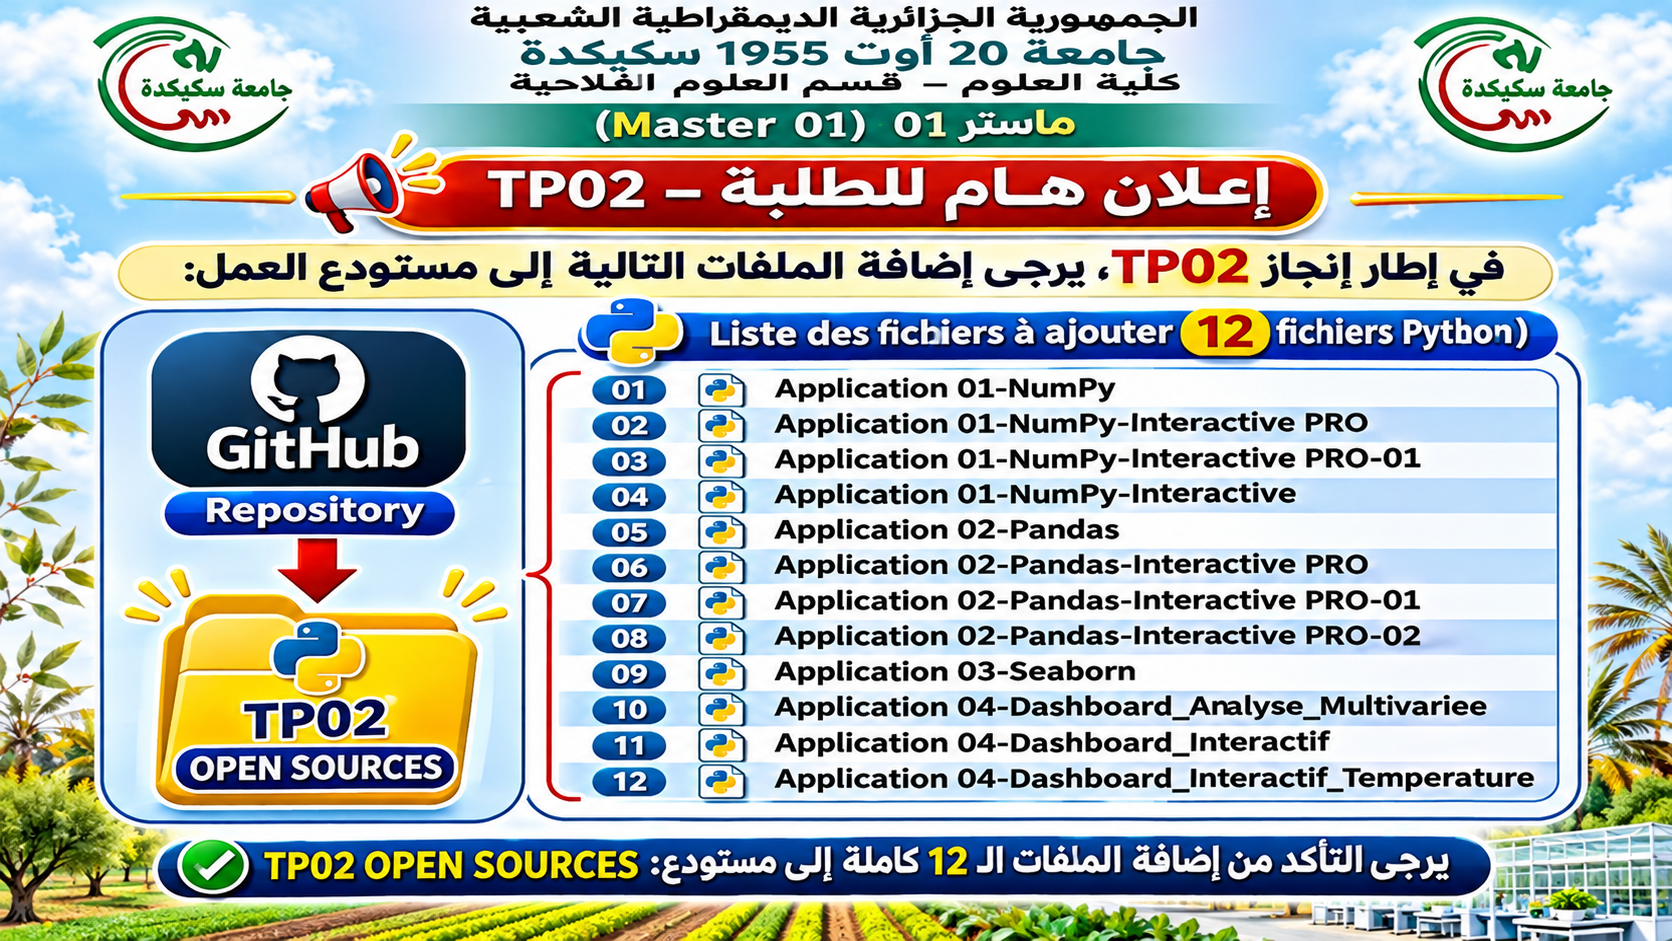 الجمهورية الجزائرية الديمقراطية الشعبية
جامعة 20 أوت 1955 سكيكدة
كلية العلوم – قسم العلوم الفلاحية
ماستر 01 (Master 01)
جامعة سكيكدة
جامعة سكيكدة
إعلان هـام للطلبة – TP02
في إطار إنجاز TP02، يرجى إضافة الملفات التالية إلى مستودع العمل:
GitHub
Repository
TP02
OPEN SOURCES
Liste des fichiers à ajouter 12 fichiers Python)
01 Application 01-NumPy
02 Application 01-NumPy-Interactive PRO
03 Application 01-NumPy-Interactive PRO-01
04 Application 01-NumPy-Interactive
05 Application 02-Pandas
06 Application 02-Pandas-Interactive PRO
07 Application 02-Pandas-Interactive PRO-01
08 Application 02-Pandas-Interactive PRO-02
09 Application 03-Seaborn
10 Application 04-Dashboard_Analyse_Multivariee
11 Application 04-Dashboard_Interactif
12 Application 04-Dashboard_Interactif_Temperature
يرجى التأكد من إضافة الملفات الـ 12 كاملة إلى مستودع: TP02 OPEN SOURCES